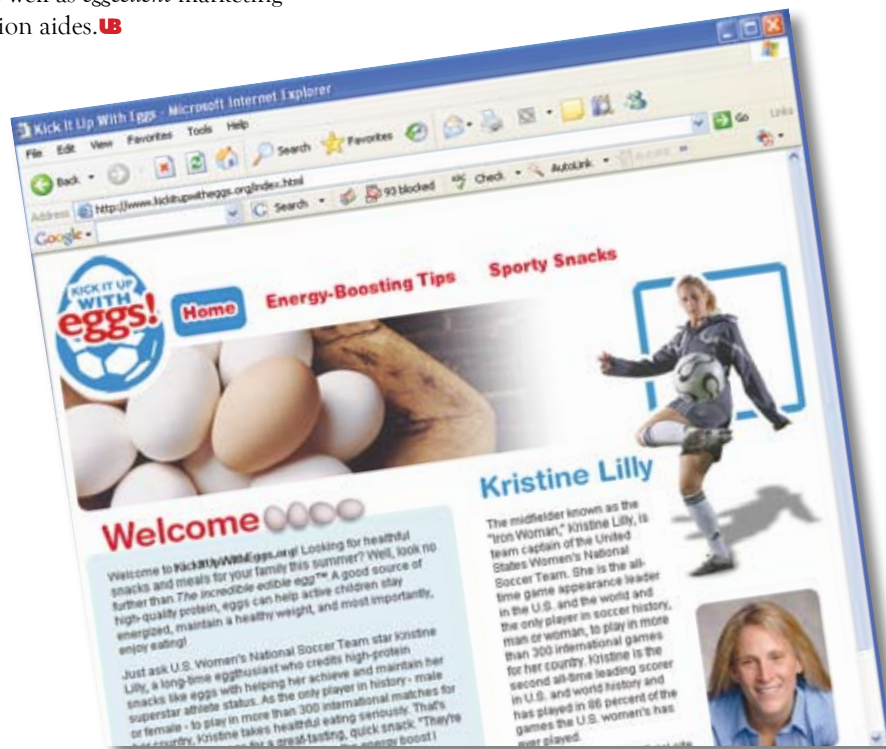 well as eggcellent marketing
ion aides.UB
Kick It Up With Eggs - Microsoft Internet Explorer
File Edit View Favorites Tools Help
Back Search Favorites
Address http://www.kickitupwitheggs.org/index.html Go Links
Google Search 93 blocked Check AutoLink
KICK IT UP
WITH
eggs!
Home Energy-Boosting Tips Sporty Snacks
Welcome
Welcome to KickItUpWithEggs.org! Looking for healthful
snacks and meals for your family this summer? Well, look no
further than The incredible edible egg™ A good source of
high-quality protein, eggs can help active children stay
energized, maintain a healthy weight, and most importantly,
enjoy eating!
Just ask U.S. Women's National Soccer Team star Kristine
Lilly, a long-time eggthusiast who credits high-protein
snacks like eggs with helping her achieve and maintain her
superstar athlete status. As the only player in history - male
or female - to play in more than 300 international matches for
her country, Kristine takes healthful eating seriously. That's
for a great-tasting, quick snack. "They're
energy boost I
Kristine Lilly
The midfielder known as the
"Iron Woman," Kristine Lilly, is
team captain of the United
States Women's National
Soccer Team. She is the all-
time game appearance leader
in the U.S. and the world and
the only player in soccer history,
man or woman, to play in more
than 300 international games
for her country. Kristine is the
second all-time leading scorer
in U.S. and world history and
has played in 86 percent of the
games the U.S. women's has
ever played.